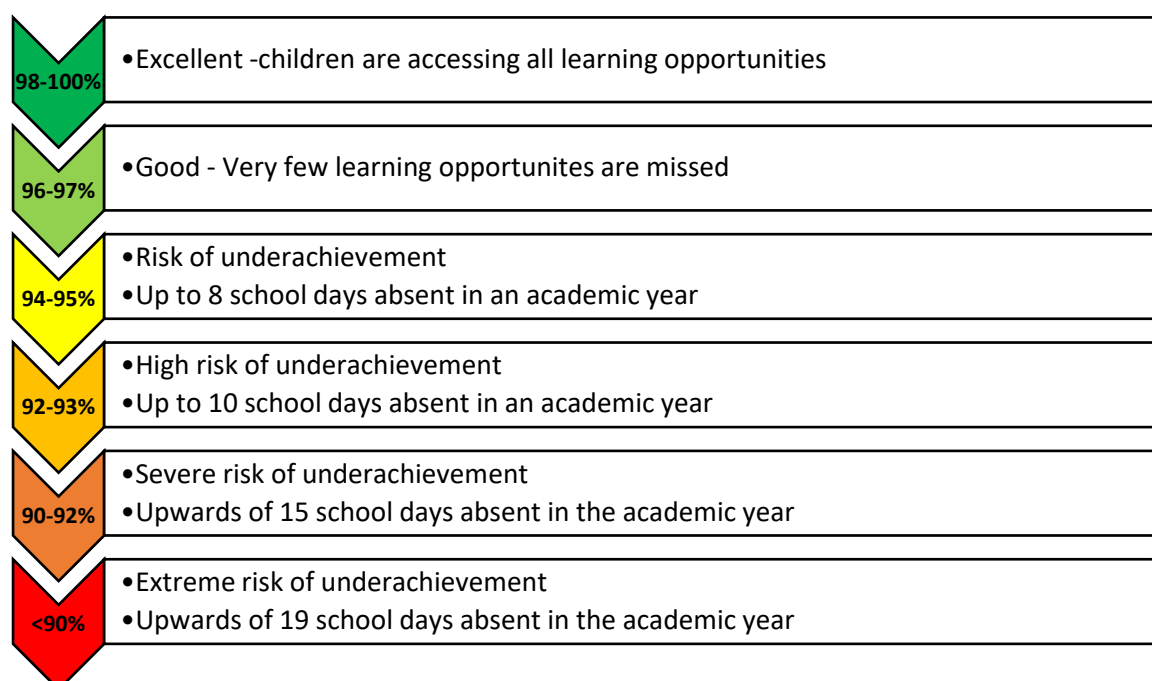 98-100%
•Excellent -children are accessing all learning opportunities
96-97%
•Good - Very few learning opportunites are missed
94-95%
•Risk of underachievement
•Up to 8 school days absent in an academic year
92-93%
•High risk of underachievement
•Up to 10 school days absent in an academic year
90-92%
•Severe risk of underachievement
•Upwards of 15 school days absent in the academic year
<90%
•Extreme risk of underachievement
•Upwards of 19 school days absent in the academic year